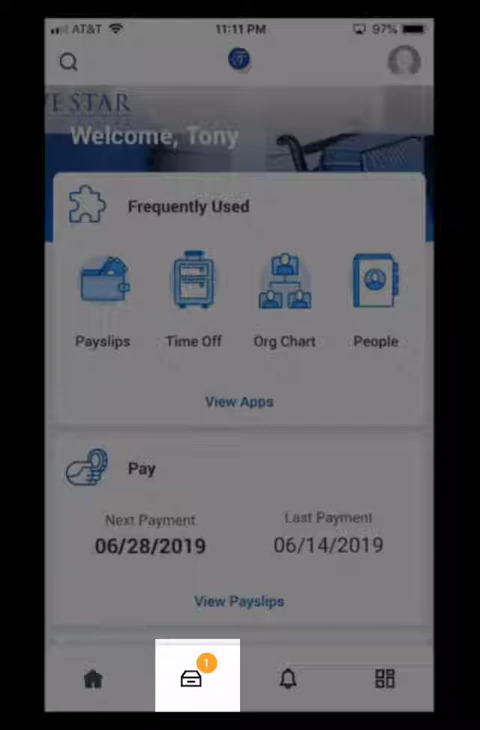 AT&T 11:11 PM 97%
VE STAR
Welcome, Tony
Frequently Used
Payslips Time Off Org Chart People
View Apps
Pay
Next Payment Last Payment
06/28/2019 06/14/2019
View Payslips
1